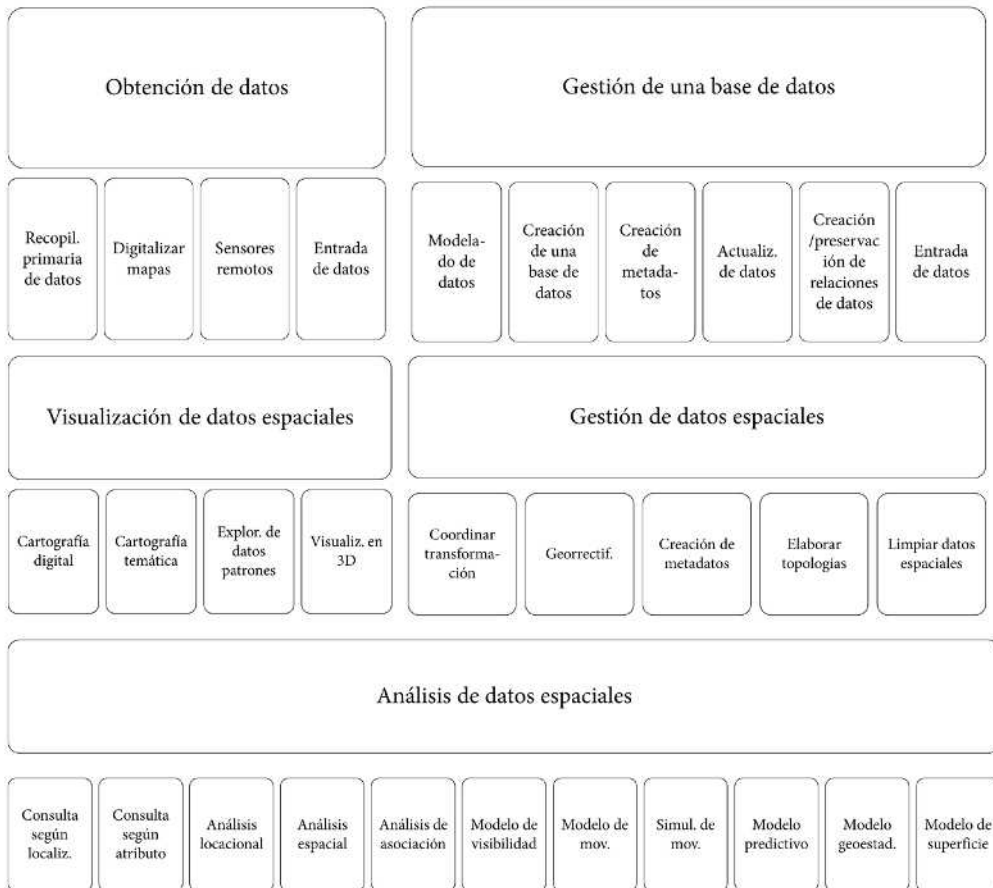 Obtención de datos
Gestión de una base de datos
Recopil.
primaria
de datos
Digitalizar
mapas
Sensores
remotos
Entrada
de datos
Modela-
do de
datos
Creación
de una
base de
datos
Creación
de
metada-
tos
Actualiz.
de datos
Creación
/preservac
ión de
relaciones
de datos
Entrada
de datos
Visualización de datos espaciales
Gestión de datos espaciales
Cartografía
digital
Cartografía
temática
Explor. de
datos
patrones
Visualiz. en
3D
Coordinar
transforma-
ción
Georrectif.
Creación de
metadatos
Elaborar
topologías
Limpiar datos
espaciales
Análisis de datos espaciales
Consulta
según
localiz.
Consulta
según
atributo
Análisis
locacional
Análisis
espacial
Análisis de
asociación
Modelo de
visibilidad
Modelo de
mov.
Simul. de
mov.
Modelo
predictivo
Modelo
geoestad.
Modelo de
superficie